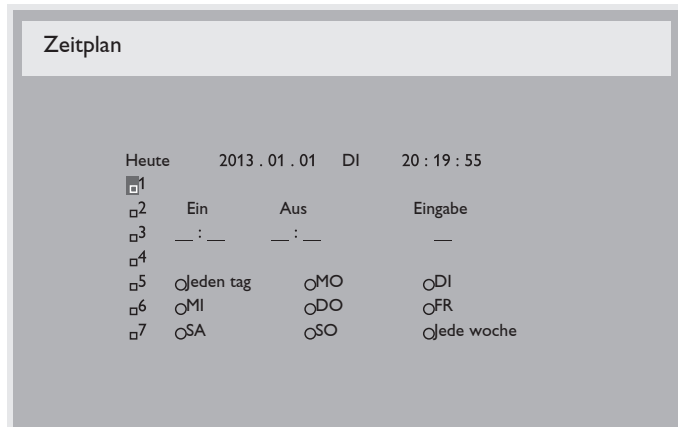 Zeitplan
Heute 2013 . 01 . 01 DI 20 : 19 : 55
1
2 Ein Aus Eingabe
3 __ : __ __ : __ __
4
5 Jeden tag MO DI
6 MI DO FR
7 SA SO Jede woche